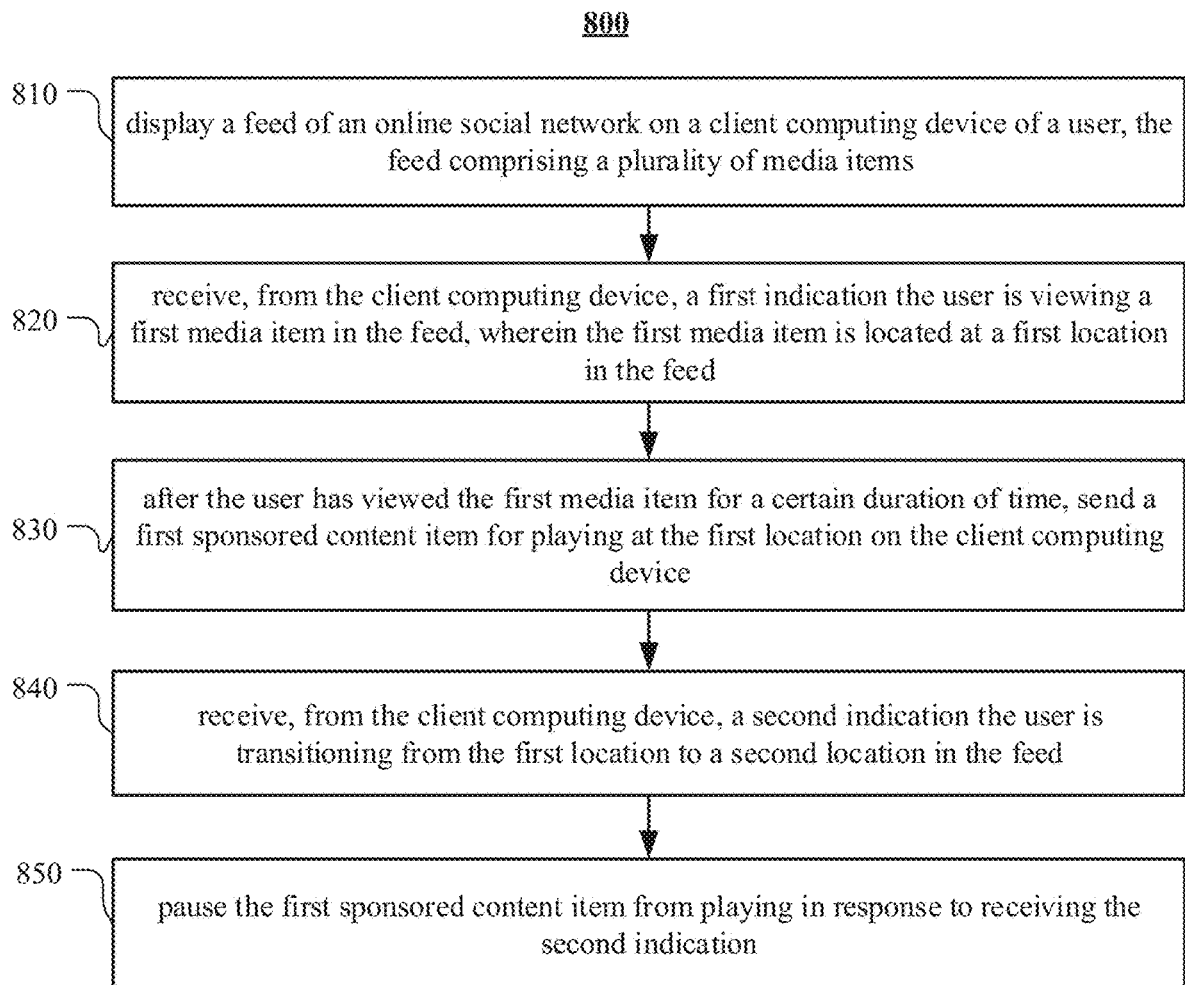 800
810
display a feed of an online social network on a client computing device of a user, the
feed comprising a plurality of media items
820
receive, from the client computing device, a first indication the user is viewing a
first media item in the feed, wherein the first media item is located at a first location
in the feed
830
after the user has viewed the first media item for a certain duration of time, send a
first sponsored content item for playing at the first location on the client computing
device
840
receive, from the client computing device, a second indication the user is
transitioning from the first location to a second location in the feed
850
pause the first sponsored content item from playing in response to receiving the
second indication